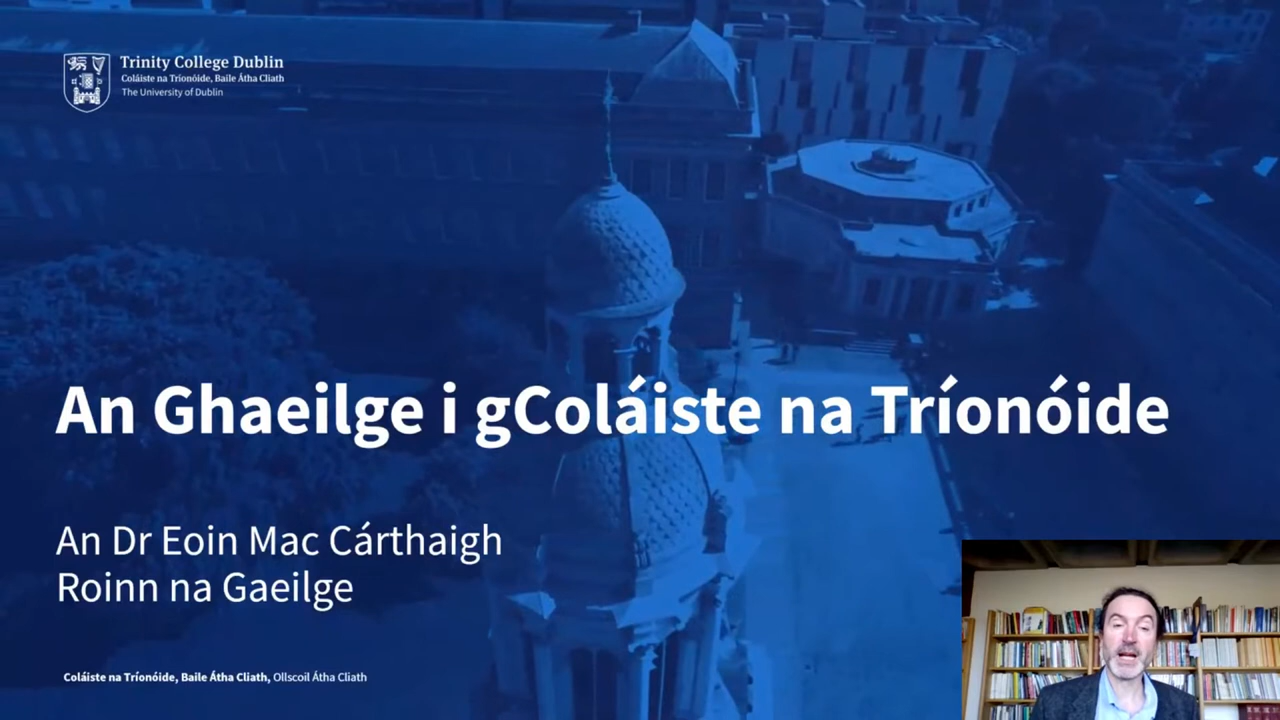 Trinity College Dublin
Coláiste na Tríonóide, Baile Átha Cliath
The University of Dublin
An Ghaeilge i gColáiste na Tríonóide
An Dr Eoin Mac Cárthaigh
Roinn na Gaeilge
Coláiste na Tríonóide, Baile Átha Cliath, Ollscoil Átha Cliath